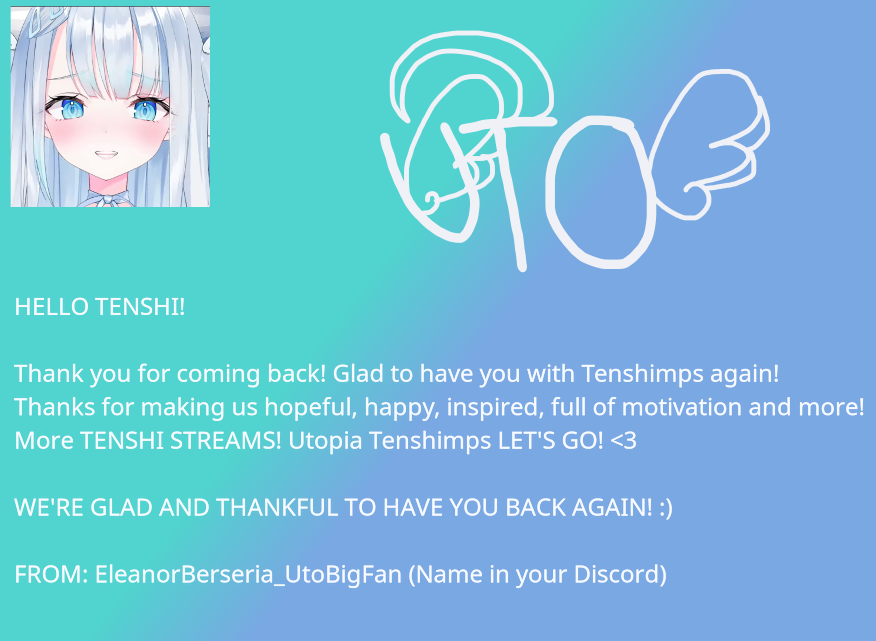 UTO
HELLO TENSHI!
Thank you for coming back! Glad to have you with Tenshimps again!
Thanks for making us hopeful, happy, inspired, full of motivation and more!
More TENSHI STREAMS! Utopia Tenshimps LET'S GO! <3
WE'RE GLAD AND THANKFUL TO HAVE YOU BACK AGAIN! :)
FROM: EleanorBerseria_UtoBigFan (Name in your Discord)